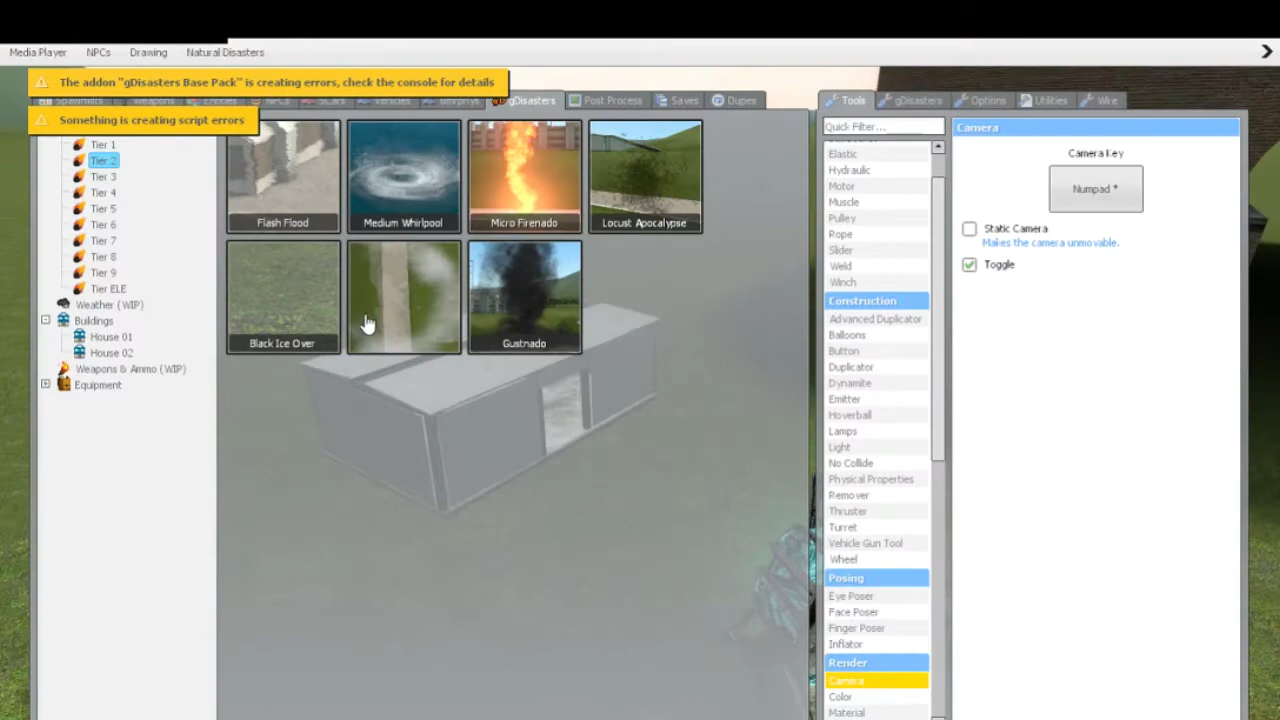 Media Player NPCs Drawing Natural Disasters
The addon "gDisasters Base Pack" is creating errors, check the console for details
Something is creating script errors
gDisasters Post Process Saves Dupes
Tier 1
Tier 2
Tier 3
Tier 4
Tier 5
Tier 6
Tier 7
Tier 8
Tier 9
Tier ELE
Weather (WIP)
Buildings
House 01
House 02
Weapons & Ammo (WIP)
Equipment
Flash Flood
Medium Whirlpool
Micro Firenado
Locust Apocalypse
Black Ice Over
Gustnado
Tools gDisasters Options Utilities Wire
Quick Filter...
Elastic
Hydraulic
Motor
Muscle
Pulley
Rope
Slider
Weld
Winch
Construction
Advanced Duplicator
Balloons
Button
Duplicator
Dynamite
Emitter
Hoverball
Lamps
Light
No Collide
Physical Properties
Remover
Thruster
Turret
Vehicle Gun Tool
Wheel
Posing
Eye Poser
Face Poser
Finger Poser
Inflator
Render
Camera
Color
Material
Camera
Camera Key
Numpad *
Static Camera
Makes the camera unmovable.
Toggle